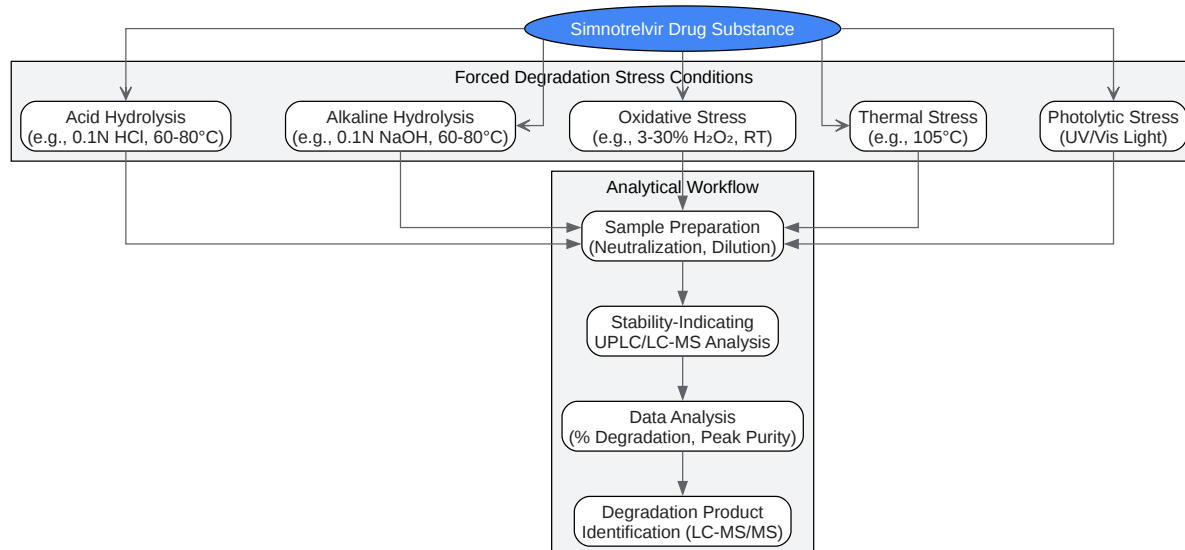 Simnotrelvir Drug Substance
Forced Degradation Stress Conditions
Acid Hydrolysis
(e.g., 0.1N HCl, 60-80°C)
Alkaline Hydrolysis
(e.g., 0.1N NaOH, 60-80°C)
Oxidative Stress
(e.g., 3-30% H₂O₂, RT)
Thermal Stress
(e.g., 105°C)
Photolytic Stress
(UV/Vis Light)
Analytical Workflow
Sample Preparation
(Neutralization, Dilution)
Stability-Indicating
UPLC/LC-MS Analysis
Data Analysis
(% Degradation, Peak Purity)
Degradation Product
Identification (LC-MS/MS)